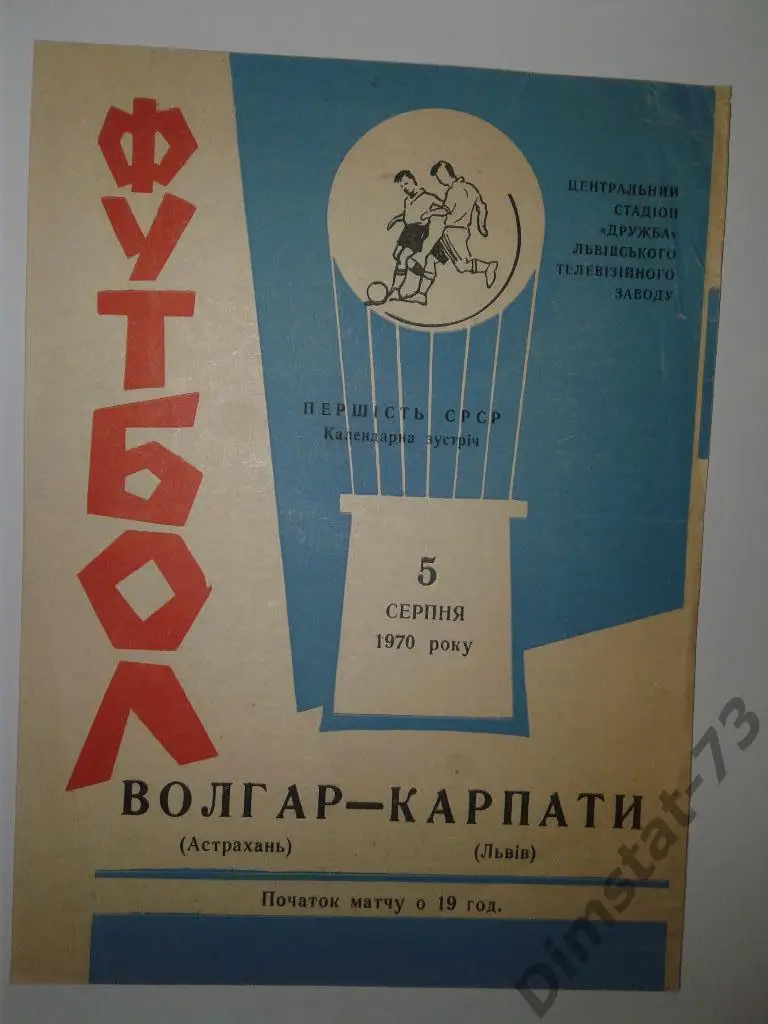 ФУТБОЛ
ЦЕНТРАЛЬНИЙ
СТАДІОН
«ДРУЖБА»
ЛЬВІВСЬКОГО
ТЕЛЕВІЗІЙНОГО
ЗАВОДУ
ПЕРШІСТЬ СРСР
Календарна зустріч
5
СЕРПНЯ
1970 року
ВОЛГАР—КАРПАТИ
(Астрахань) (Львів)
Початок матчу о 19 год.
Dimstat-73